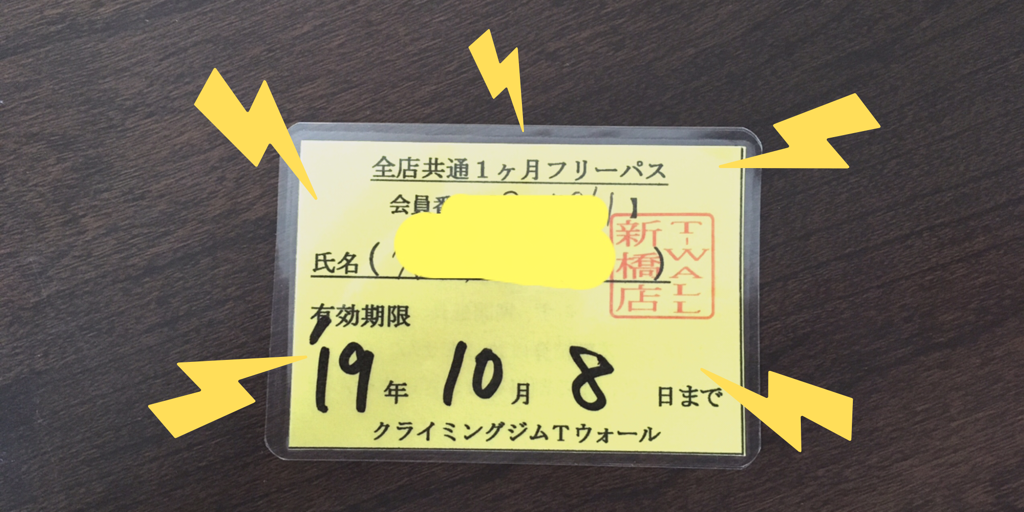 全店共通1ヶ月フリーパス
会員番
】
氏名( )
T-WALL
新橋店
有効期限
'19年 10月 8日まで
クライミングジムTウォール